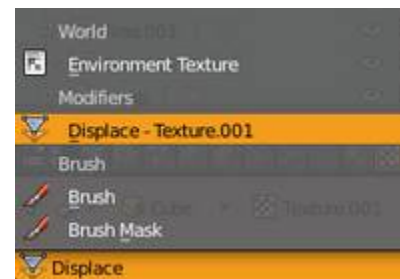 World
Environment Texture
Modifiers
Displace - Texture.001
Brush
Brush
Brush Mask
Displace